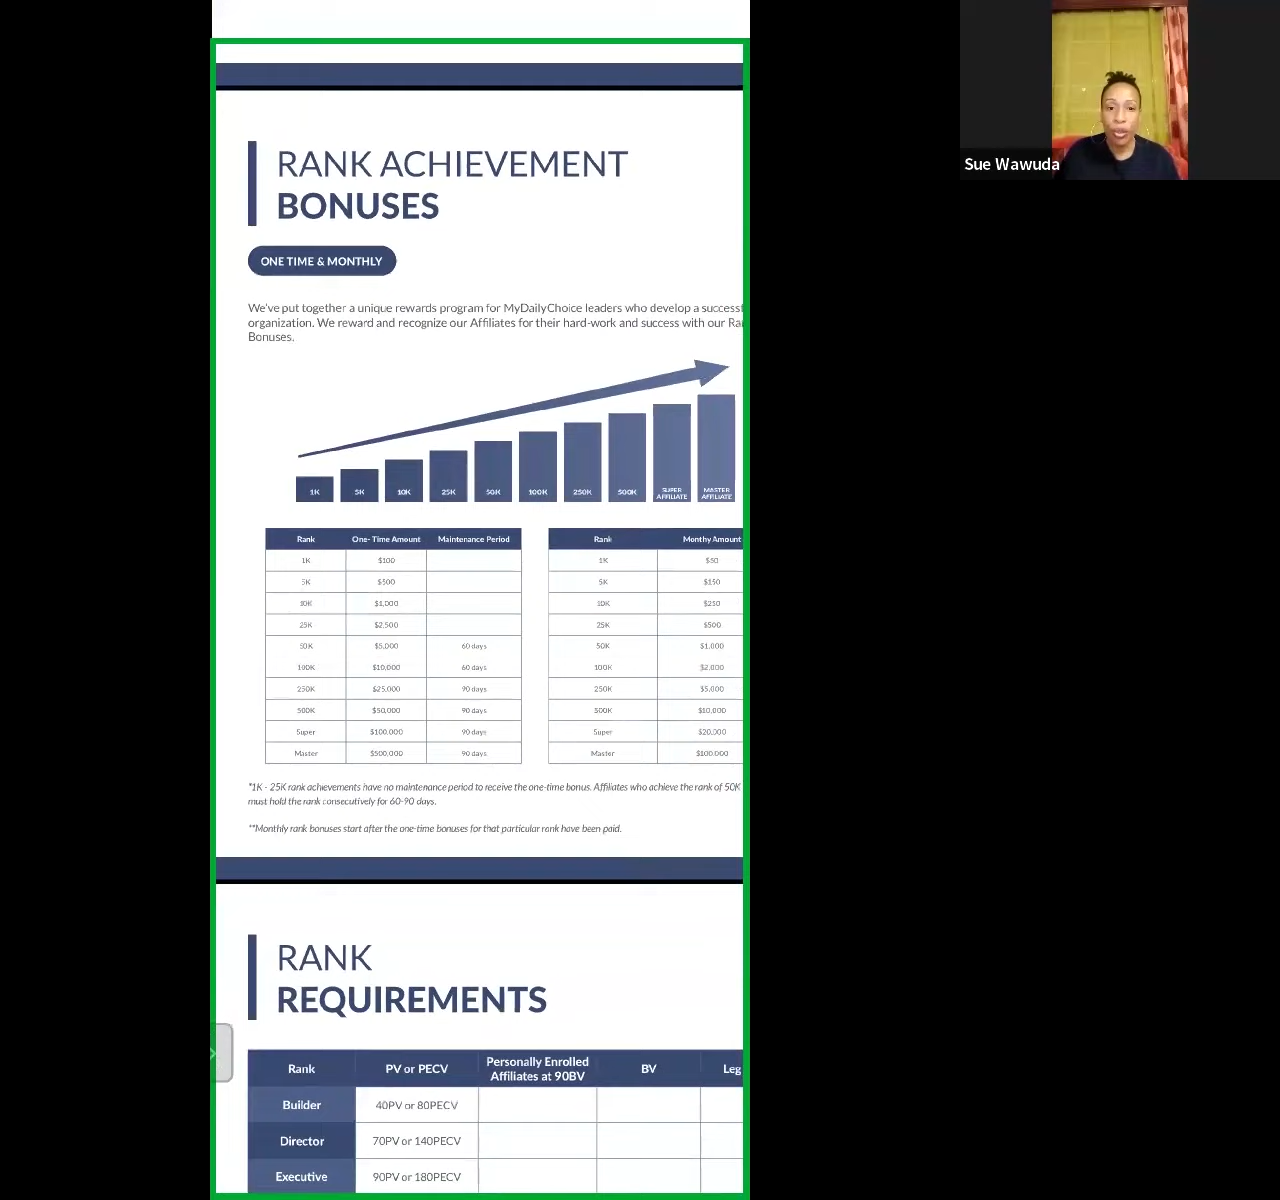 RANK ACHIEVEMENT
BONUSES
ONE TIME & MONTHLY
We've put together a unique rewards program for MyDailyChoice leaders who develop a successf
organization. We reward and recognize our Affiliates for their hard-work and success with our Ra
Bonuses.
1K 5K 10K 25K 50K 100K 250K 500K SUPER AFFILIATE MASTER AFFILIATE
Rank One- Time Amount Maintenance Period
1K $100
5K $500
10K $1,000
25K $2,500
50K $5,000 60 days
100K $10,000 60 days
250K $25,000 90 days
500K $50,000 90 days
Super $100,000 90 days
Master $500,000 90 days
Rank Monthy Amount
1K $50
5K $150
10K $250
25K $500
50K $1,000
100K $2,000
250K $5,000
500K $10,000
Super $20,000
Master $100,000
*1K - 25K rank achievements have no maintenance period to receive the one-time bonus. Affiliates who achieve the rank of 50K
must hold the rank consecutively for 60-90 days.
**Monthly rank bonuses start after the one-time bonuses for that particular rank have been paid.
RANK
REQUIREMENTS
Rank PV or PECV Personally Enrolled Affiliates at 90BV BV Leg
Builder 40PV or 80PECV
Director 70PV or 140PECV
Executive 90PV or 180PECV
Sue Wawuda